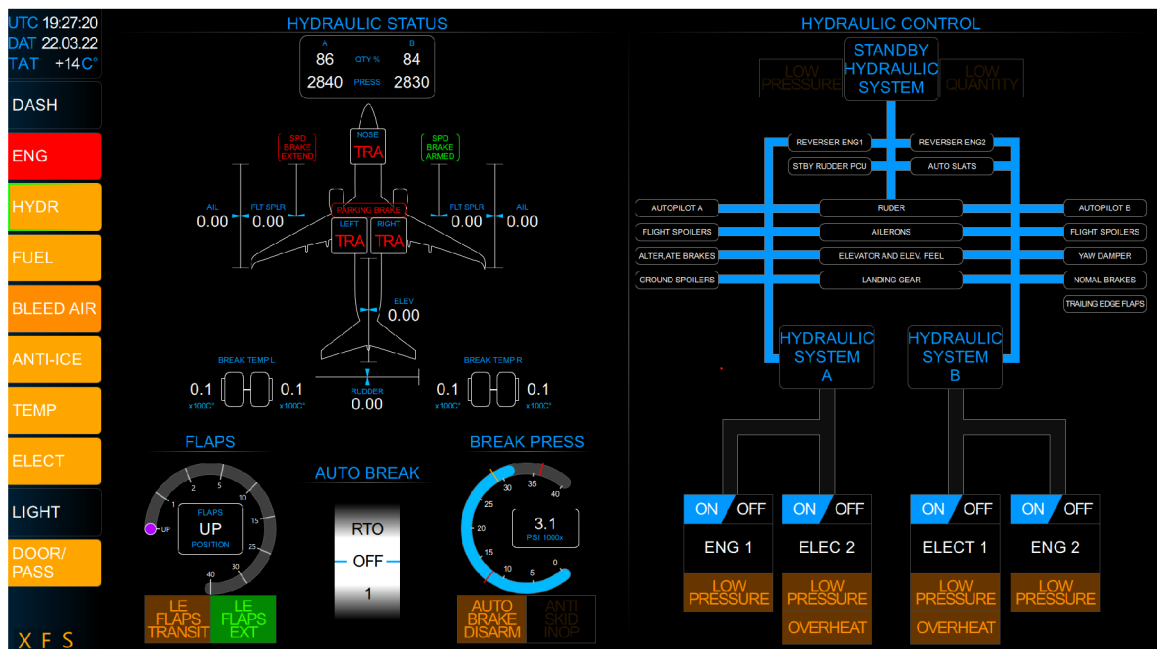 UTC 19:27:20
DAT 22.03.22
TAT +14 C°
DASH
ENG
HYDR
FUEL
BLEED AIR
ANTI-ICE
TEMP
ELECT
LIGHT
DOOR/
PASS
X F S
HYDRAULIC STATUS
A B
86 QTY % 84
2840 PRESS 2830
SPD
BRAKE
EXTEND
NOSE
TRA
SPD
BRAKE
ARMED
AIL FLT SPLR
0.00 0.00
PARKING BRAKE
LEFT RIGHT
TRA TRA
FLT SPLR AIL
0.00 0.00
ELEV
0.00
BREAK TEMP L
0.1 0.1
x100C° x100C°
RUDDER
0.00
BREAK TEMP R
0.1 0.1
x100C° x100C°
FLAPS
UP 1 2 5 10 15 25 30 40
FLAPS
UP
POSITION
LE
FLAPS
TRANSIT
LE
FLAPS
EXT
AUTO BREAK
RTO
OFF
1
BREAK PRESS
0 5 10 15 20 25 30 35 40
3.1
PSI 1000x
AUTO
BRAKE
DISARM
ANTI
SKID
INOP
HYDRAULIC CONTROL
LOW
PRESSURE
STANDBY
HYDRAULIC
SYSTEM
LOW
QUANTITY
REVERSER ENG1 REVERSER ENG2
STBY RUDDER PCU AUTO SLATS
AUTOPILOT A RUDER AUTOPILOT B
FLIGHT SPOILERS AILERONS FLIGHT SPOILERS
ALTER,ATE BRAKES ELEVATOR AND ELEV. FEEL YAW DAMPER
GROUND SPOILERS LANDING GEAR NOMAL BRAKES
TRAILING EDGE FLAPS
HYDRAULIC
SYSTEM
A
HYDRAULIC
SYSTEM
B
ON OFF
ENG 1
LOW
PRESSURE
ON OFF
ELEC 2
LOW
PRESSURE
OVERHEAT
ON OFF
ELECT 1
LOW
PRESSURE
OVERHEAT
ON OFF
ENG 2
LOW
PRESSURE